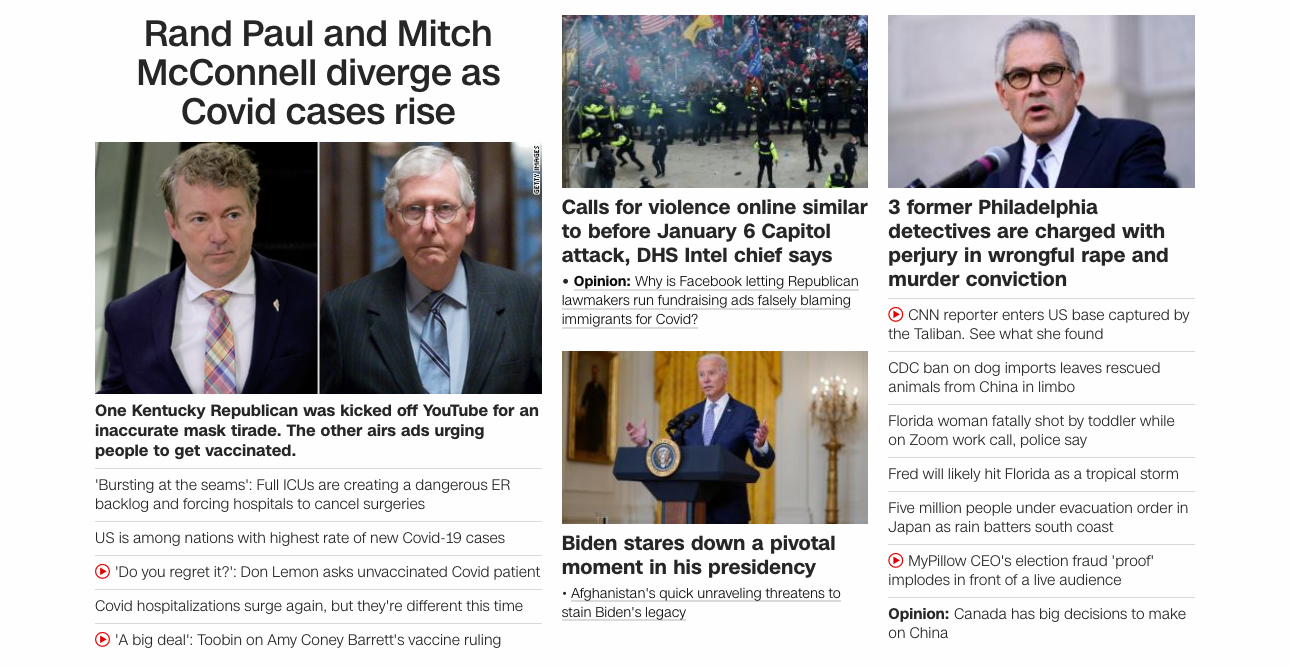 Rand Paul and Mitch
McConnell diverge as
Covid cases rise
GETTY IMAGES
One Kentucky Republican was kicked off YouTube for an
inaccurate mask tirade. The other airs ads urging
people to get vaccinated.
'Bursting at the seams': Full ICUs are creating a dangerous ER
backlog and forcing hospitals to cancel surgeries
US is among nations with highest rate of new Covid-19 cases
'Do you regret it?': Don Lemon asks unvaccinated Covid patient
Covid hospitalizations surge again, but they're different this time
'A big deal': Toobin on Amy Coney Barrett's vaccine ruling
Calls for violence online similar
to before January 6 Capitol
attack, DHS Intel chief says
• Opinion: Why is Facebook letting Republican
lawmakers run fundraising ads falsely blaming
immigrants for Covid?
Biden stares down a pivotal
moment in his presidency
• Afghanistan's quick unraveling threatens to
stain Biden's legacy
3 former Philadelphia
detectives are charged with
perjury in wrongful rape and
murder conviction
CNN reporter enters US base captured by
the Taliban. See what she found
CDC ban on dog imports leaves rescued
animals from China in limbo
Florida woman fatally shot by toddler while
on Zoom work call, police say
Fred will likely hit Florida as a tropical storm
Five million people under evacuation order in
Japan as rain batters south coast
MyPillow CEO's election fraud 'proof'
implodes in front of a live audience
Opinion: Canada has big decisions to make
on China